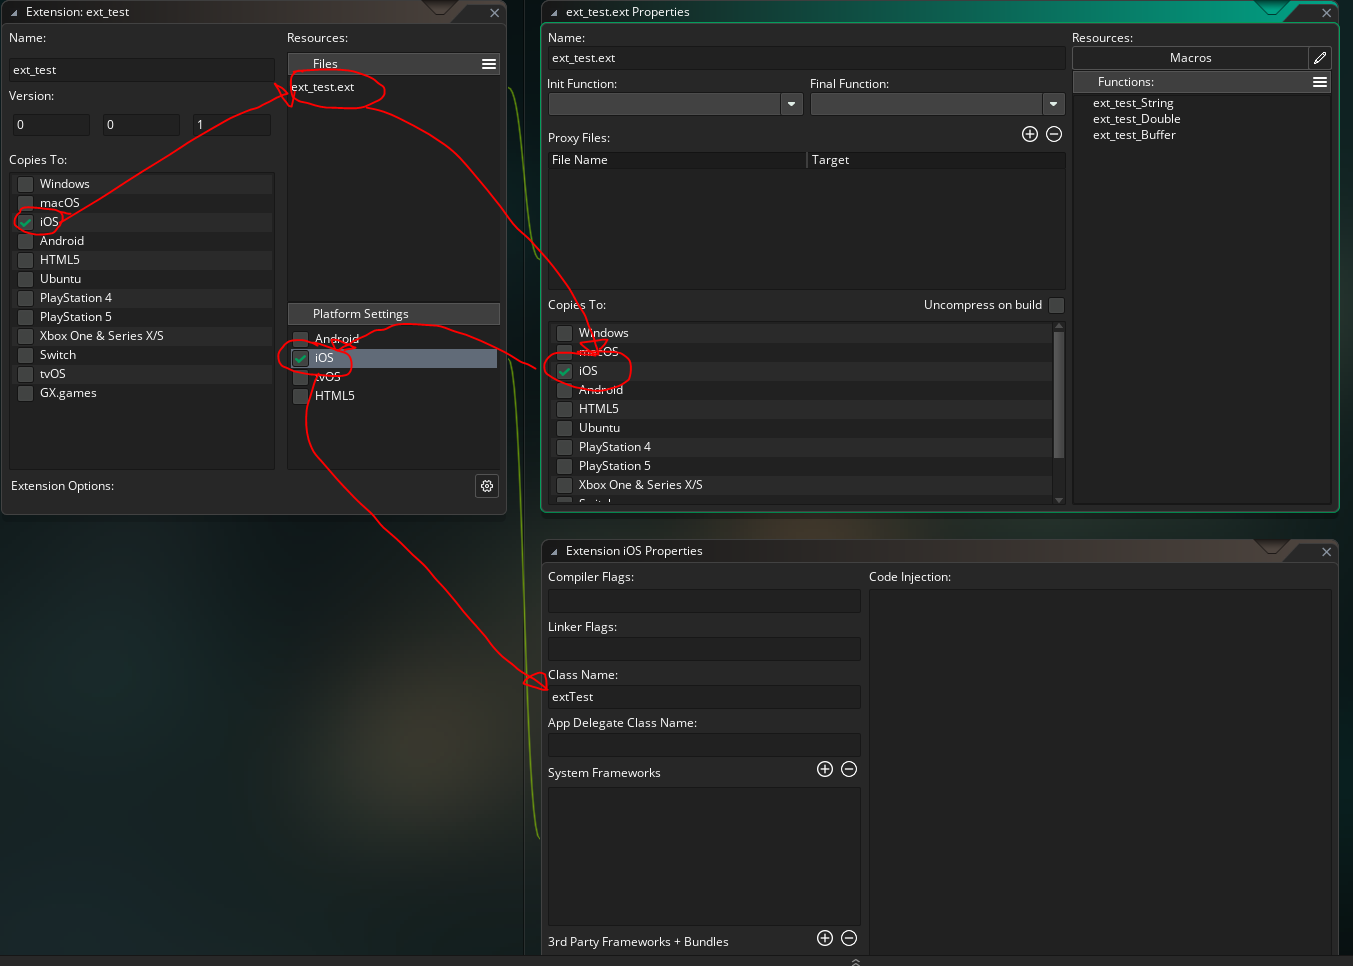 Extension: ext_test
Name:
ext_test
Version:
0
0
1
Copies To:
Windows
macOS
iOS
Android
HTML5
Ubuntu
PlayStation 4
PlayStation 5
Xbox One & Series X/S
Switch
tvOS
GX.games
Extension Options:
Resources:
Files
ext_test.ext
Platform Settings
Android
iOS
tvOS
HTML5
ext_test.ext Properties
Name:
ext_test.ext
Init Function:
Final Function:
Proxy Files:
File Name
Target
Copies To:
Uncompress on build
Windows
macOS
iOS
Android
HTML5
Ubuntu
PlayStation 4
PlayStation 5
Xbox One & Series X/S
Switch
Resources:
Macros
Functions:
ext_test_String
ext_test_Double
ext_test_Buffer
Extension iOS Properties
Compiler Flags:
Linker Flags:
Class Name:
extTest
App Delegate Class Name:
System Frameworks
3rd Party Frameworks + Bundles
Code Injection: